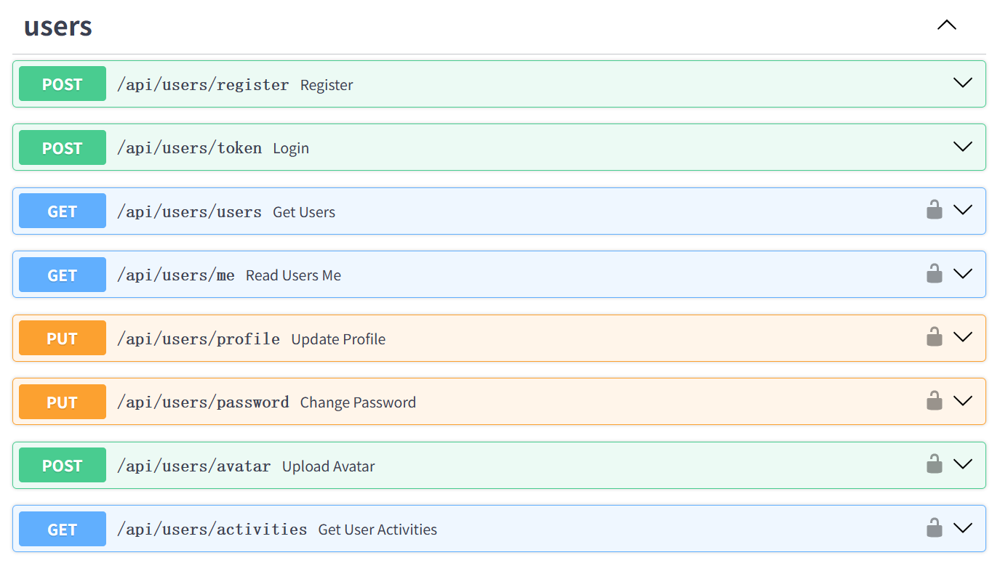 users
POST /api/users/register Register
POST /api/users/token Login
GET /api/users/users Get Users
GET /api/users/me Read Users Me
PUT /api/users/profile Update Profile
PUT /api/users/password Change Password
POST /api/users/avatar Upload Avatar
GET /api/users/activities Get User Activities